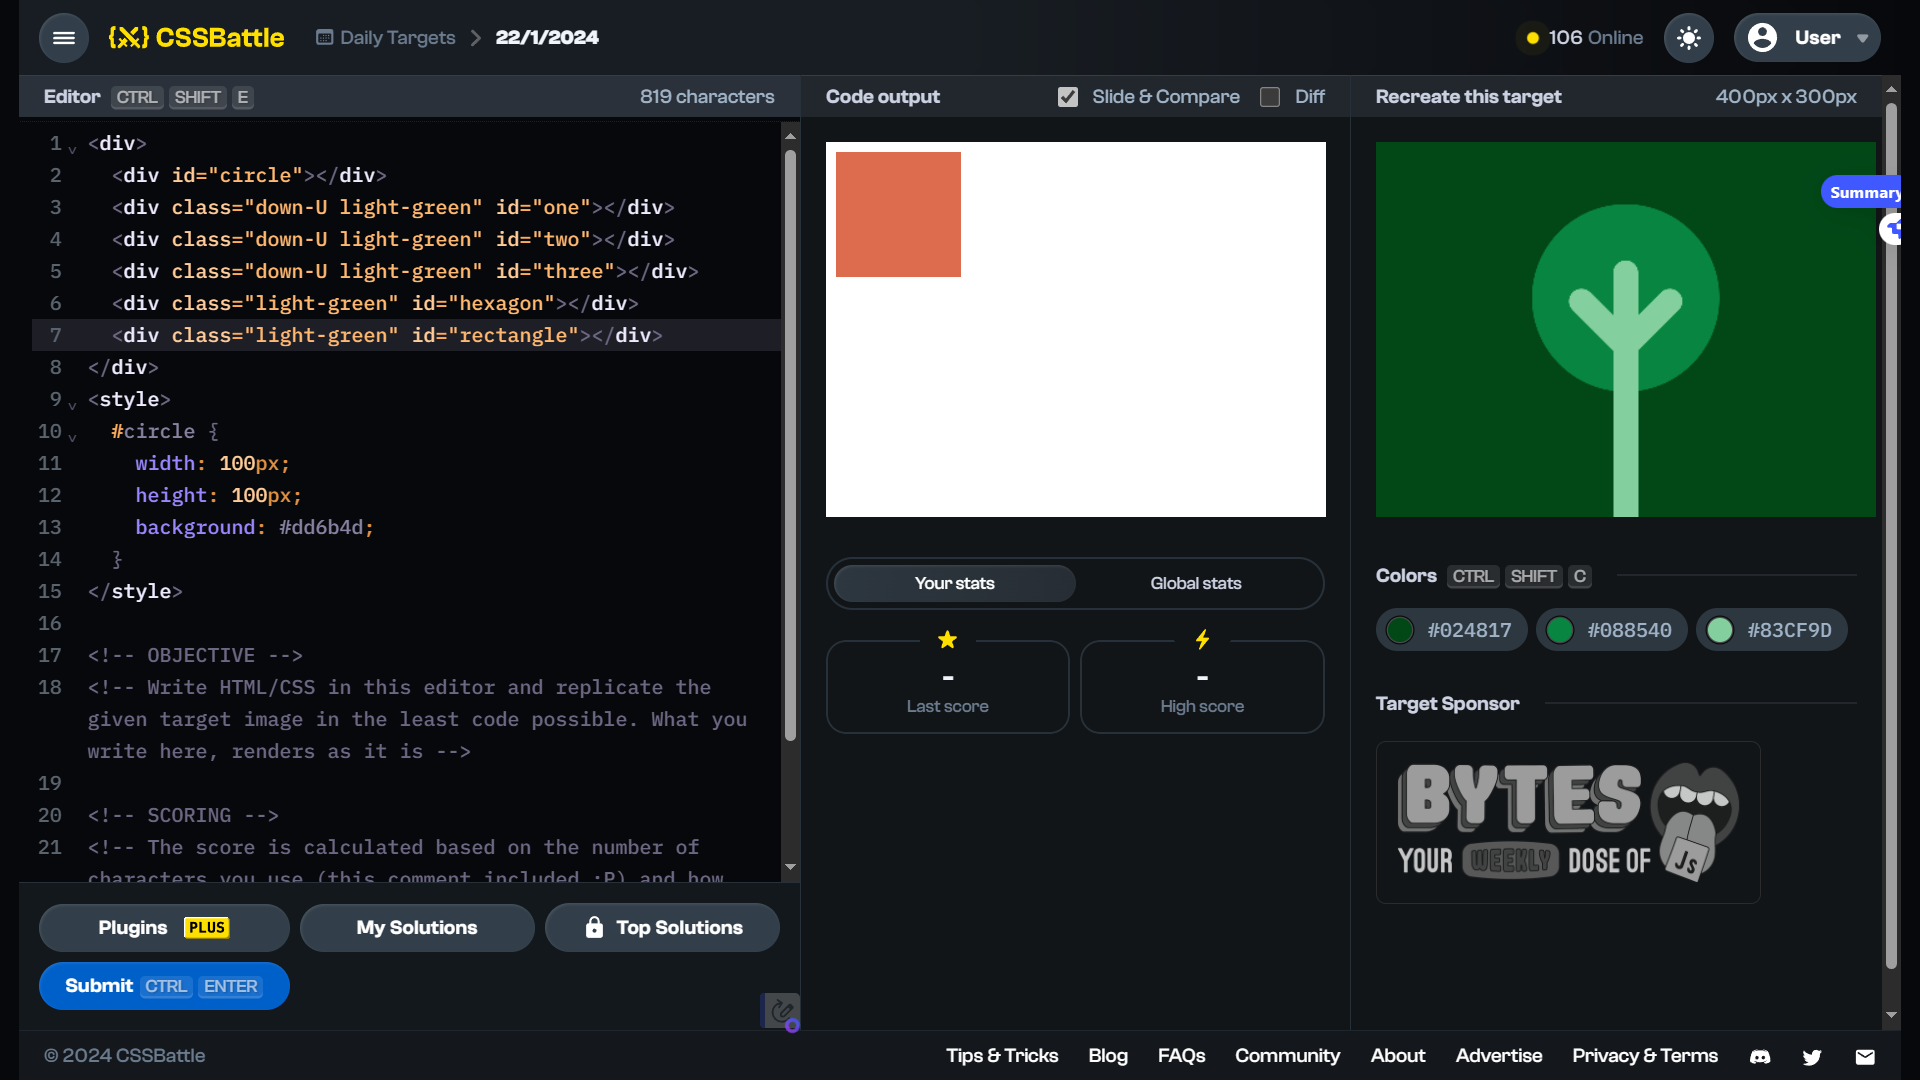 CSSBattle
Daily Targets
22/1/2024
106 Online
User
Editor CTRL SHIFT E
819 characters
1 <div>
2 <div id="circle"></div>
3 <div class="down-U light-green" id="one"></div>
4 <div class="down-U light-green" id="two"></div>
5 <div class="down-U light-green" id="three"></div>
6 <div class="light-green" id="hexagon"></div>
7 <div class="light-green" id="rectangle"></div>
8 </div>
9 <style>
10 #circle {
11 width: 100px;
12 height: 100px;
13 background: #dd6b4d;
14 }
15 </style>
16
17 <!-- OBJECTIVE -->
18 <!-- Write HTML/CSS in this editor and replicate the
given target image in the least code possible. What you
write here, renders as it is -->
19
20 <!-- SCORING -->
21 <!-- The score is calculated based on the number of
characters you use (this comment included :P) and how
Plugins PLUS
My Solutions
Top Solutions
Submit CTRL ENTER
Code output
Slide & Compare
Diff
Your stats
Global stats
-
Last score
-
High score
Recreate this target
400px x 300px
Summary
Colors CTRL SHIFT C
#024817
#088540
#83CF9D
Target Sponsor
BYTES
YOUR WEEKLY DOSE OF JS
© 2024 CSSBattle
Tips & Tricks
Blog
FAQs
Community
About
Advertise
Privacy & Terms